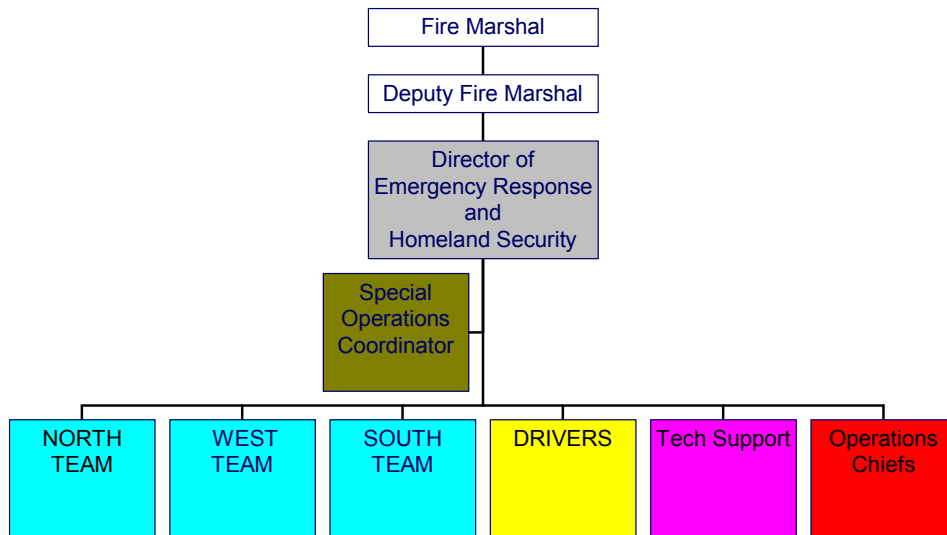 Fire Marshal
Deputy Fire Marshal
Director of
Emergency Response
and
Homeland Security
Special
Operations
Coordinator
NORTH
TEAM
WEST
TEAM
SOUTH
TEAM
DRIVERS
Tech Support
Operations
Chiefs